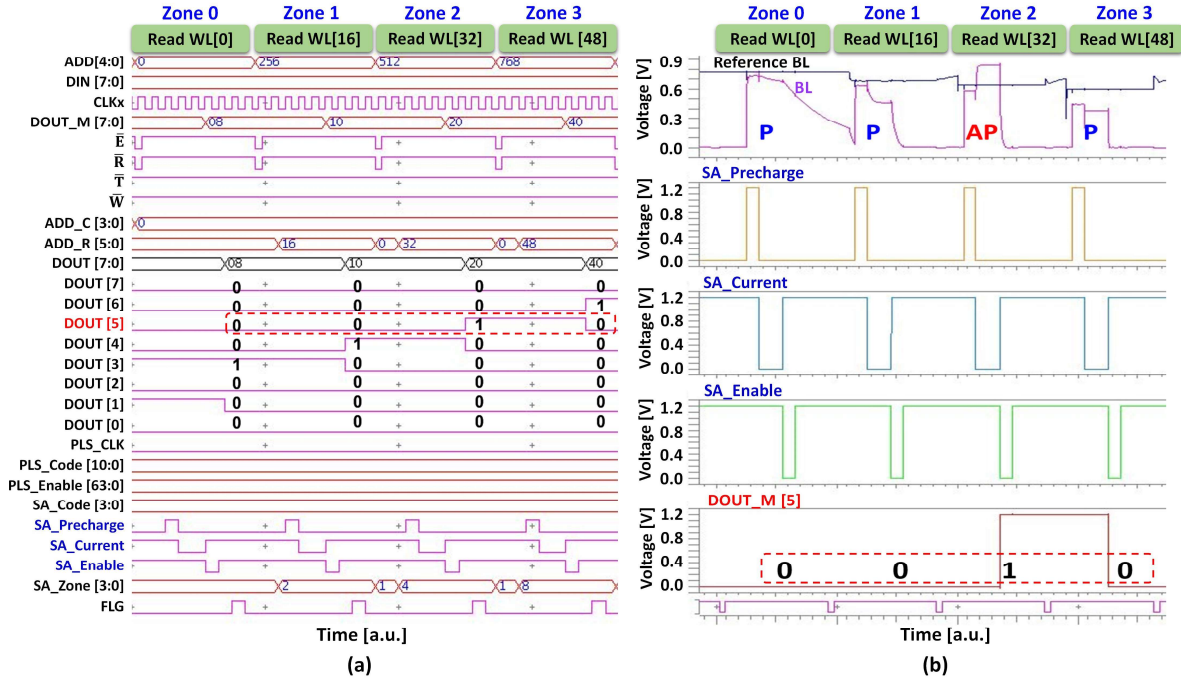 Zone 0 Zone 1 Zone 2 Zone 3
Read WL[0] Read WL[16] Read WL[32] Read WL [48]
ADD[4:0] 0 256 512 768
DIN [7:0]
CLKx
DOUT_M [7:0] 08 10 20 40
E̅
R̅
T̅
W̅
ADD_C [3:0] 0
ADD_R [5:0] 16 0 32 0 48
DOUT [7:0] 08 10 20 40
DOUT [7] 0 0 0 0
DOUT [6] 0 0 0 1
DOUT [5] 0 0 1 0
DOUT [4] 0 1 0 0
DOUT [3] 1 0 0 0
DOUT [2] 0 0 0 0
DOUT [1] 0 0 0 0
DOUT [0] 0 0 0 0
PLS_CLK
PLS_Code [10:0]
PLS_Enable [63:0]
SA_Code [3:0]
SA_Precharge
SA_Current
SA_Enable
SA_Zone [3:0] 2 1 4 1 8
FLG
Time [a.u.]
(a)
Zone 0 Zone 1 Zone 2 Zone 3
Read WL[0] Read WL[16] Read WL[32] Read WL[48]
Voltage [V]
0.9
0.6
0.3
0.0
Reference BL
BL
P P AP P
SA_Precharge
Voltage [V]
1.2
0.8
0.4
0.0
SA_Current
Voltage [V]
1.2
0.8
0.4
0.0
SA_Enable
Voltage [V]
1.2
0.8
0.4
0.0
DOUT_M [5]
Voltage [V]
1.2
0.8
0.4
0.0
0 0 1 0
Time [a.u.]
(b)